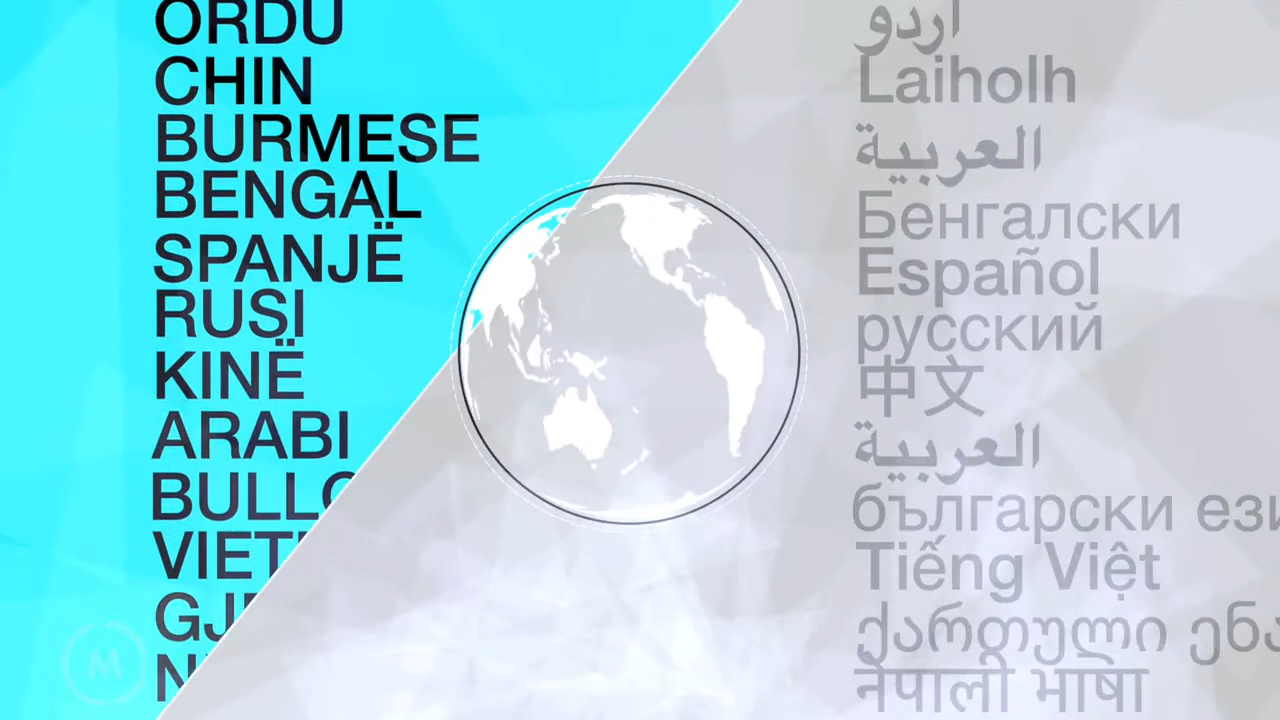 ORDU
CHIN
BURMESE
BENGAL
SPANJË
RUSI
KINË
ARABI
اردو
Laiholh
العربية
Бенгалски
Español
русский
中文
العربية
български
Tiếng Việt
ქართული
नेपाली भाषा
M